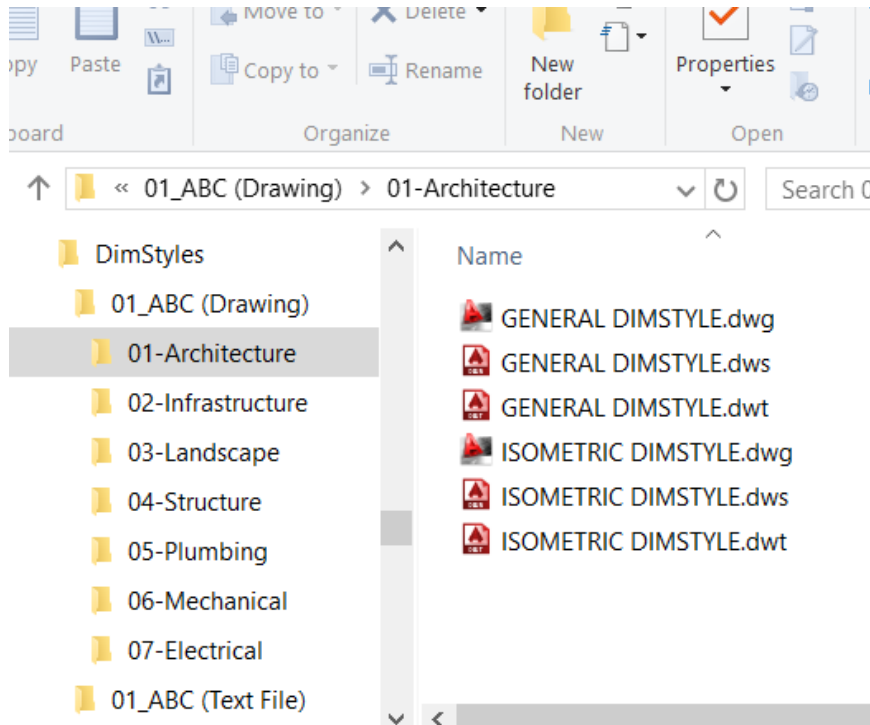 Move to Delete
Paste
Copy to Rename
New
folder
Properties
Organize
New
Open
« 01_ABC (Drawing) > 01-Architecture
Search
DimStyles
01_ABC (Drawing)
01-Architecture
02-Infrastructure
03-Landscape
04-Structure
05-Plumbing
06-Mechanical
07-Electrical
01_ABC (Text File)
Name
GENERAL DIMSTYLE.dwg
GENERAL DIMSTYLE.dws
GENERAL DIMSTYLE.dwt
ISOMETRIC DIMSTYLE.dwg
ISOMETRIC DIMSTYLE.dws
ISOMETRIC DIMSTYLE.dwt